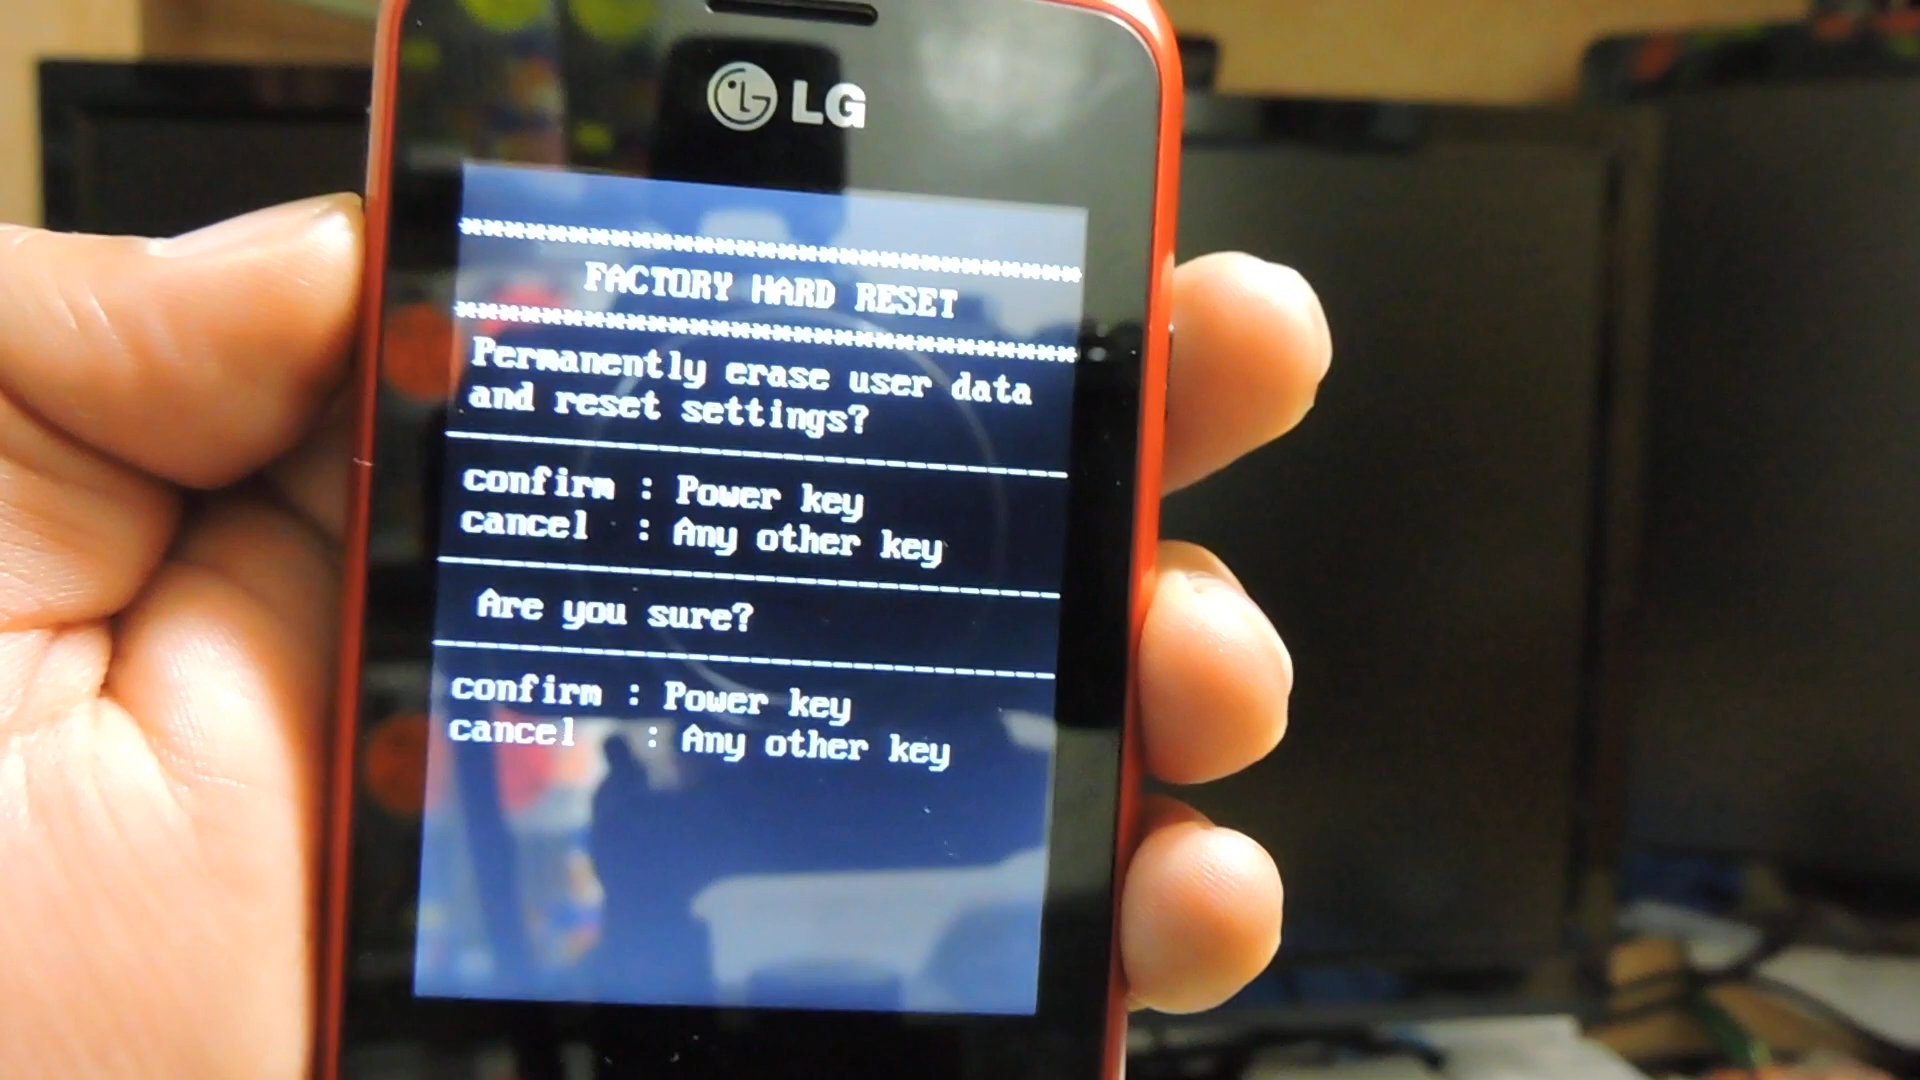 LG
****************************
FACTORY HARD RESET
****************************
Permanently erase user data
and reset settings?
------------------------------
confirm : Power key
cancel  : Any other key
------------------------------
Are you sure?
------------------------------
confirm : Power key
cancel   : Any other key